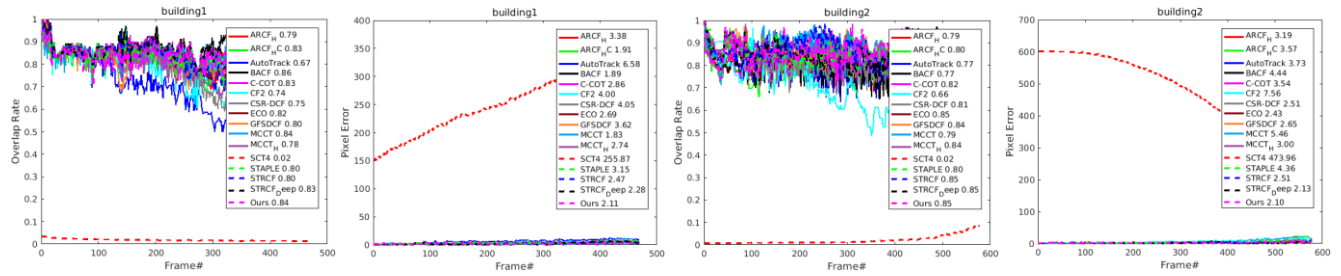 building1
Overlap Rate
1
0.9
0.8
0.7
0.6
0.5
0.4
0.3
0.2
0.1
0
ARCF_H 0.79
ARCF_HC 0.83
AutoTrack 0.67
BACF 0.86
C-COT 0.83
CF2 0.74
CSR-DCF 0.75
ECO 0.82
GFSDCF 0.80
MCCT 0.84
MCCT_H 0.78
SCT4 0.02
STAPLE 0.80
STRCF 0.80
STRCF_Deep 0.83
Ours 0.84
0 100 200 300 400 500
Frame#
building1
Pixel Error
400
350
300
250
200
150
100
50
0
ARCF_H 3.38
ARCF_HC 1.91
AutoTrack 6.58
BACF 1.89
C-COT 2.86
CF2 4.00
CSR-DCF 4.05
ECO 2.69
GFSDCF 3.62
MCCT 1.83
MCCT_H 2.74
SCT4 255.87
STAPLE 3.15
STRCF 2.47
STRCF_Deep 2.28
Ours 2.11
0 100 200 300 400 500
Frame#
building2
Overlap Rate
1
0.9
0.8
0.7
0.6
0.5
0.4
0.3
0.2
0.1
0
ARCF_H 0.79
ARCF_HC 0.80
AutoTrack 0.77
BACF 0.77
C-COT 0.82
CF2 0.66
CSR-DCF 0.81
ECO 0.85
GFSDCF 0.84
MCCT 0.79
MCCT_H 0.84
SCT4 0.02
STAPLE 0.80
STRCF 0.85
STRCF_Deep 0.85
Ours 0.85
0 100 200 300 400 500 600
Frame#
building2
Pixel Error
700
600
500
400
300
200
100
0
ARCF_H 3.19
ARCF_HC 3.57
AutoTrack 3.73
BACF 4.44
C-COT 3.54
CF2 7.56
CSR-DCF 2.51
ECO 2.43
GFSDCF 2.65
MCCT 5.46
MCCT_H 3.00
SCT4 473.96
STAPLE 4.36
STRCF 2.51
STRCF_Deep 2.13
Ours 2.10
0 100 200 300 400 500 600
Frame#